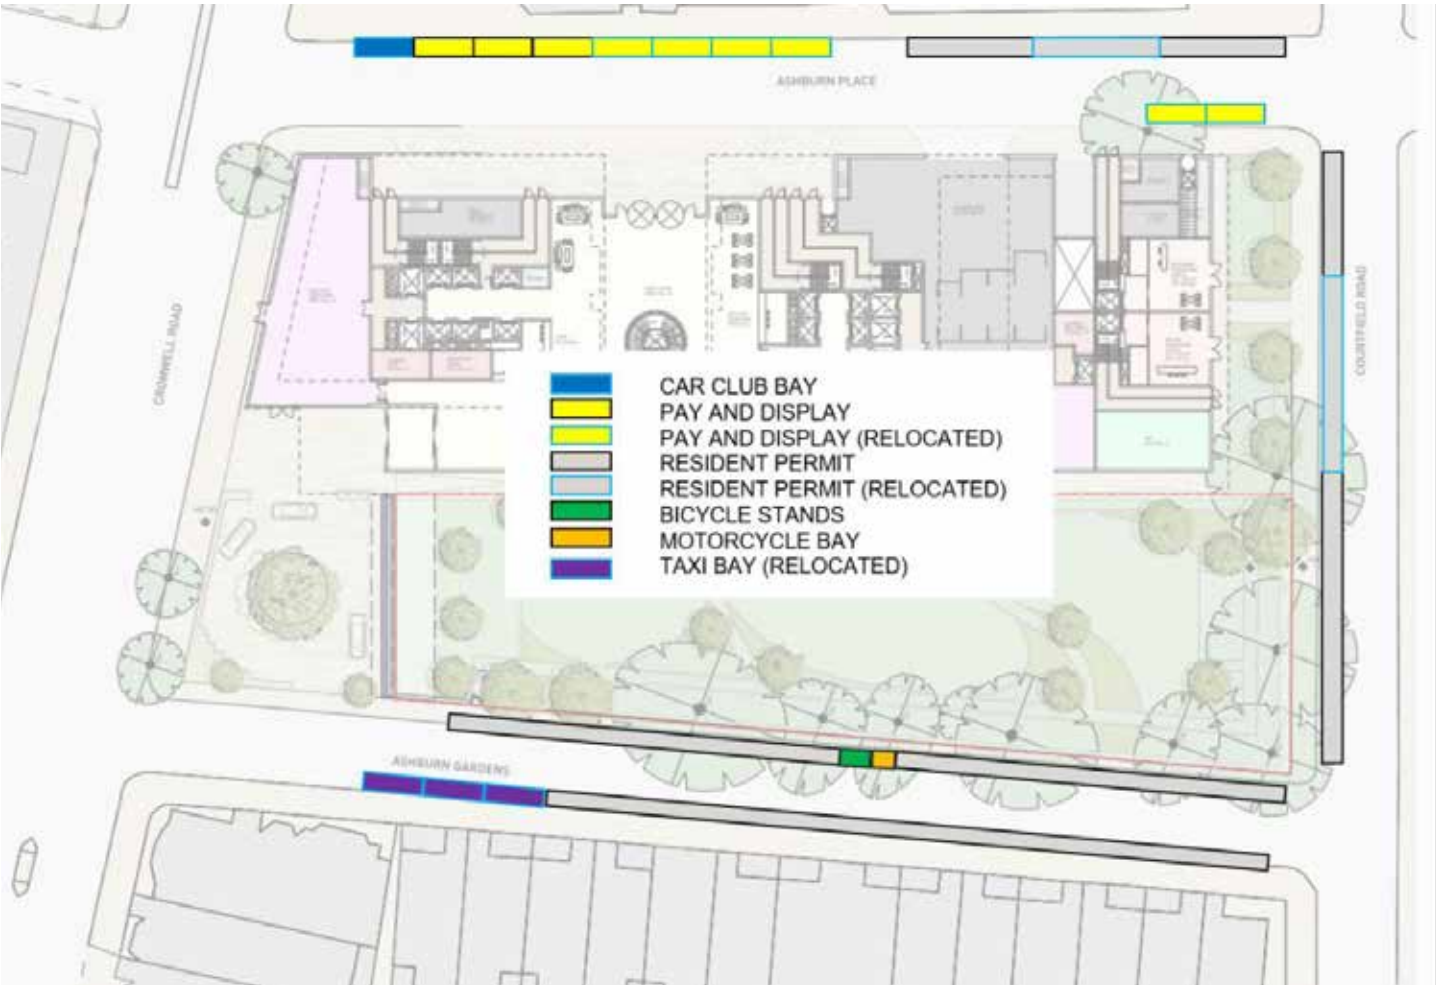 ASHBURN PLACE
CROMWELL ROAD
COUNTFIELD ROAD
CAR CLUB BAY
PAY AND DISPLAY
PAY AND DISPLAY (RELOCATED)
RESIDENT PERMIT
RESIDENT PERMIT (RELOCATED)
BICYCLE STANDS
MOTORCYCLE BAY
TAXI BAY (RELOCATED)
ASHBURN GARDENS